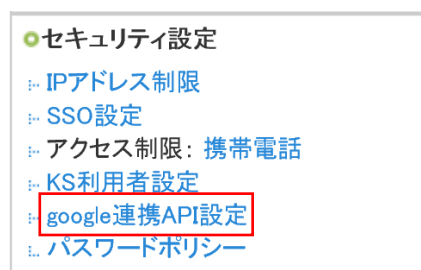 セキュリティ設定
IPアドレス制限
SSO設定
アクセス制限: 携帯電話
KS利用者設定
google連携API設定
パスワードポリシー